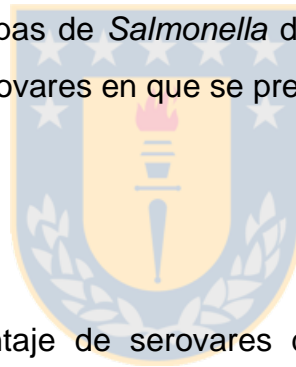 pas de Salmonella d
ovares en que se pre
ntaje de serovares